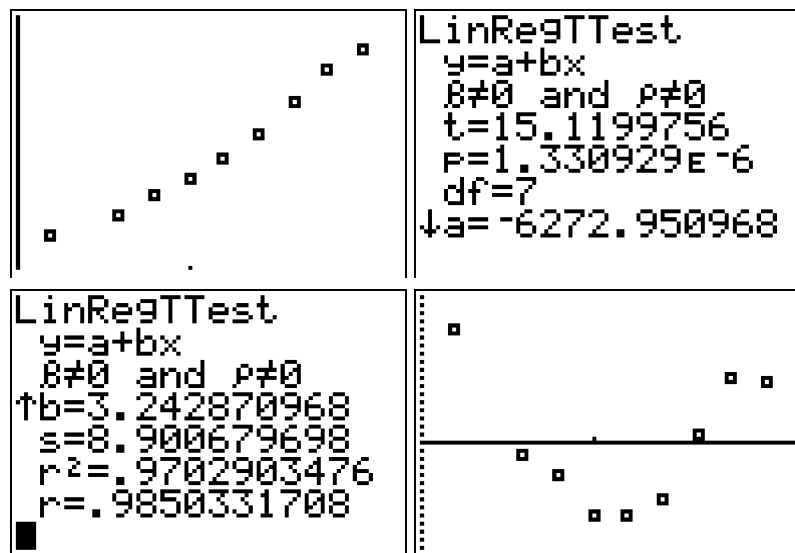 LinRegTTest
y=a+bx
β≠0 and ρ≠0
t=15.1199756
P=1.330929ᴇ⁻6
df=7
↓a=⁻6272.950968
LinRegTTest
y=a+bx
β≠0 and ρ≠0
↑b=3.242870968
s=8.900679698
r²=.9702903476
r=.9850331708